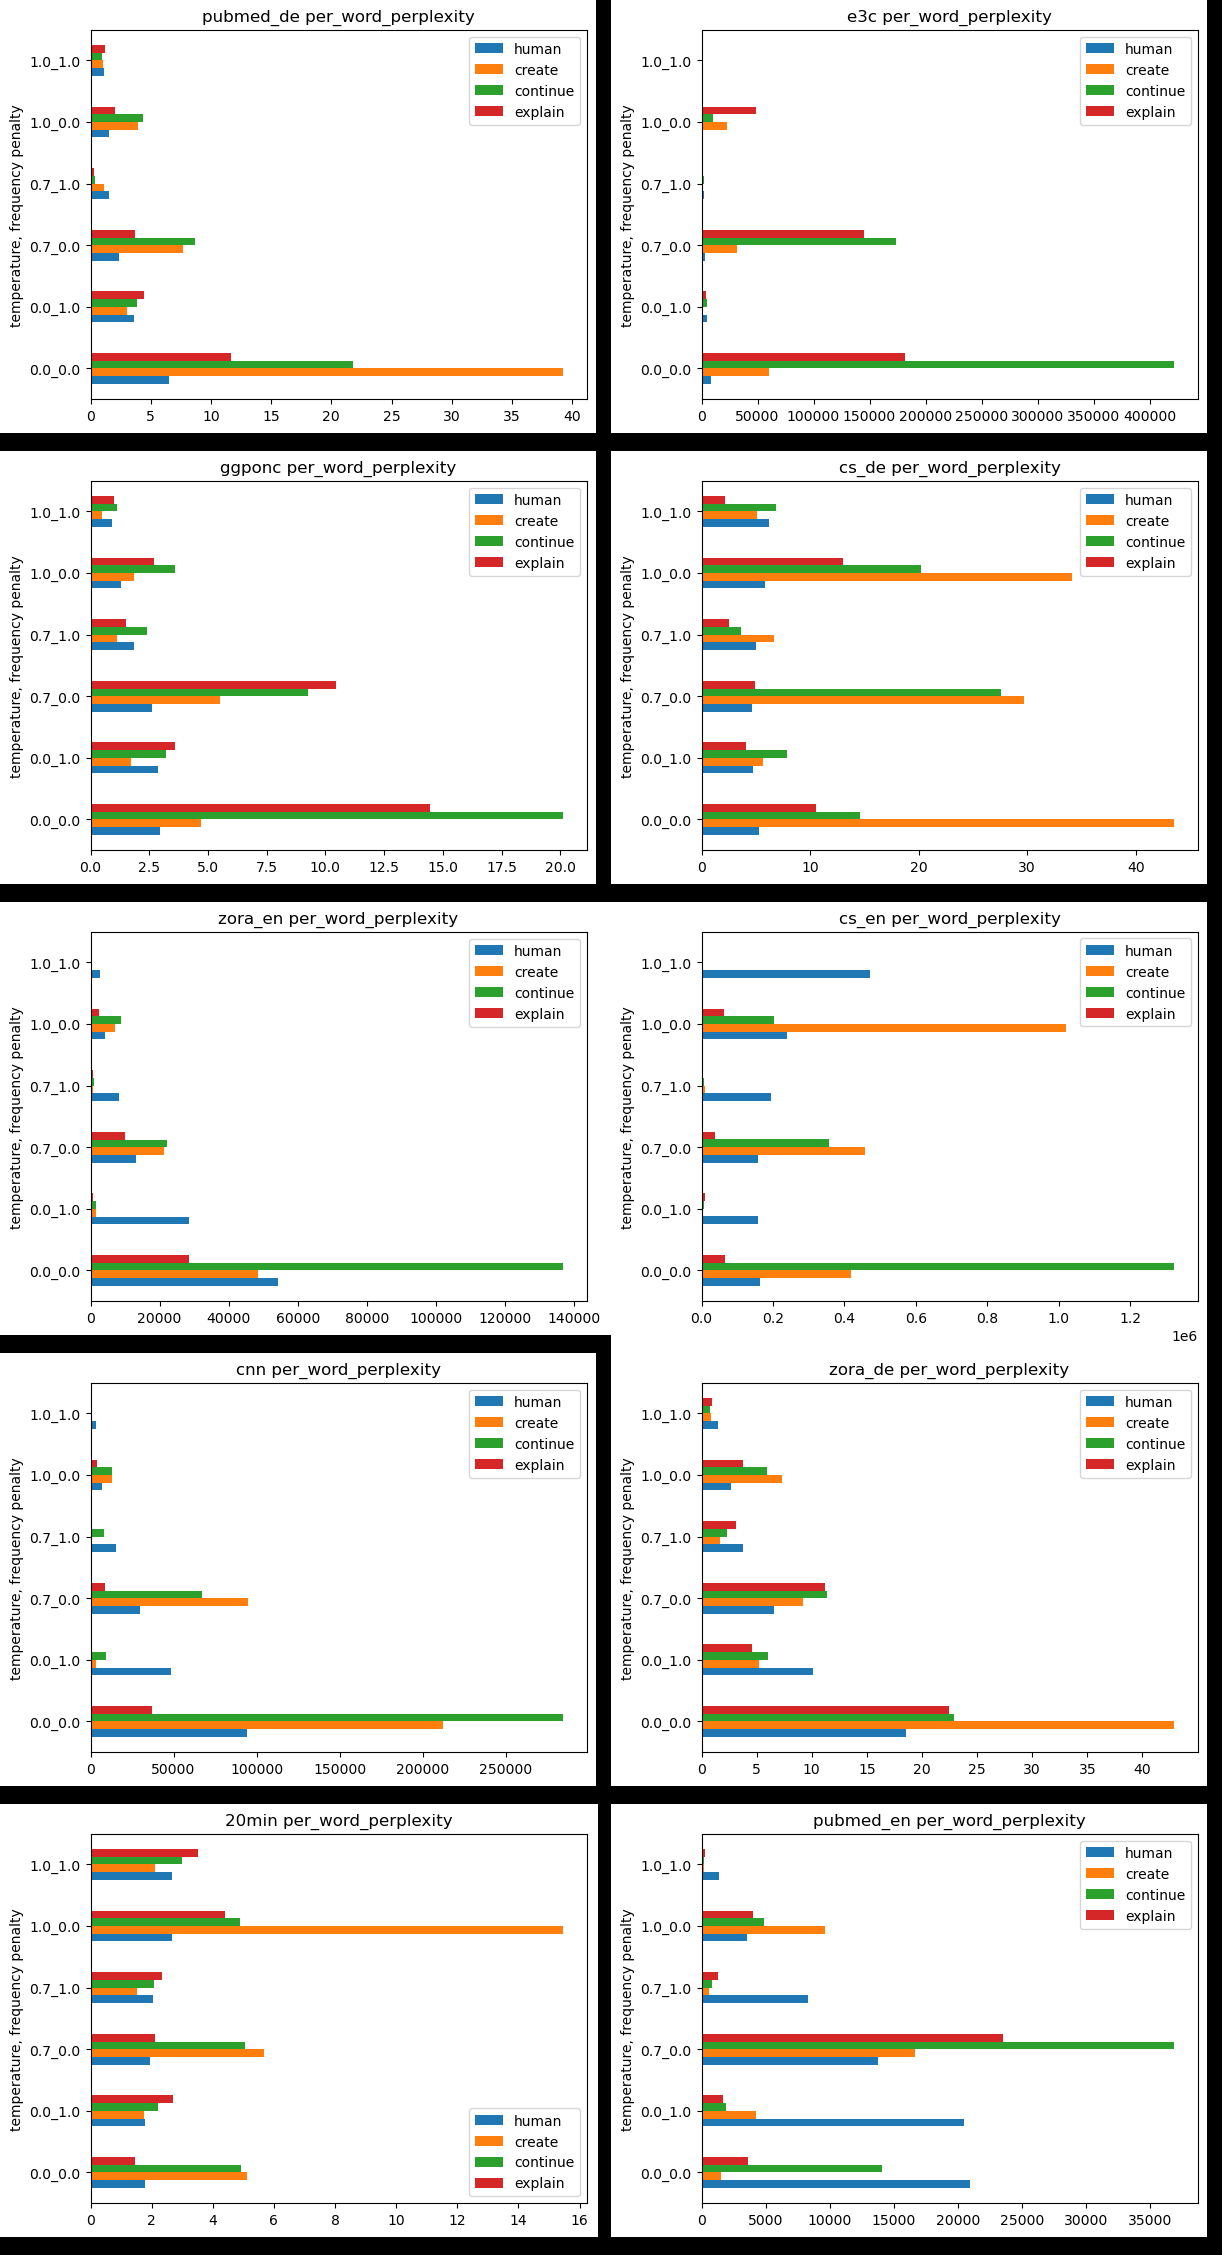 pubmed_de per_word_perplexity
temperature, frequency penalty
1.0_1.0
1.0_0.0
0.7_1.0
0.7_0.0
0.0_1.0
0.0_0.0
0 5 10 15 20 25 30 35 40
human
create
continue
explain
e3c per_word_perplexity
temperature, frequency penalty
1.0_1.0
1.0_0.0
0.7_1.0
0.7_0.0
0.0_1.0
0.0_0.0
0 50000 100000 150000 200000 250000 300000 350000 400000
human
create
continue
explain
ggponc per_word_perplexity
temperature, frequency penalty
1.0_1.0
1.0_0.0
0.7_1.0
0.7_0.0
0.0_1.0
0.0_0.0
0.0 2.5 5.0 7.5 10.0 12.5 15.0 17.5 20.0
human
create
continue
explain
cs_de per_word_perplexity
temperature, frequency penalty
1.0_1.0
1.0_0.0
0.7_1.0
0.7_0.0
0.0_1.0
0.0_0.0
0 10 20 30 40
human
create
continue
explain
zora_en per_word_perplexity
temperature, frequency penalty
1.0_1.0
1.0_0.0
0.7_1.0
0.7_0.0
0.0_1.0
0.0_0.0
0 20000 40000 60000 80000 100000 120000 140000
human
create
continue
explain
cs_en per_word_perplexity
temperature, frequency penalty
1.0_1.0
1.0_0.0
0.7_1.0
0.7_0.0
0.0_1.0
0.0_0.0
0.0 0.2 0.4 0.6 0.8 1.0 1.2
1e6
human
create
continue
explain
cnn per_word_perplexity
temperature, frequency penalty
1.0_1.0
1.0_0.0
0.7_1.0
0.7_0.0
0.0_1.0
0.0_0.0
0 50000 100000 150000 200000 250000
human
create
continue
explain
zora_de per_word_perplexity
temperature, frequency penalty
1.0_1.0
1.0_0.0
0.7_1.0
0.7_0.0
0.0_1.0
0.0_0.0
0 5 10 15 20 25 30 35 40
human
create
continue
explain
20min per_word_perplexity
temperature, frequency penalty
1.0_1.0
1.0_0.0
0.7_1.0
0.7_0.0
0.0_1.0
0.0_0.0
0 2 4 6 8 10 12 14 16
human
create
continue
explain
pubmed_en per_word_perplexity
temperature, frequency penalty
1.0_1.0
1.0_0.0
0.7_1.0
0.7_0.0
0.0_1.0
0.0_0.0
0 5000 10000 15000 20000 25000 30000 35000
human
create
continue
explain